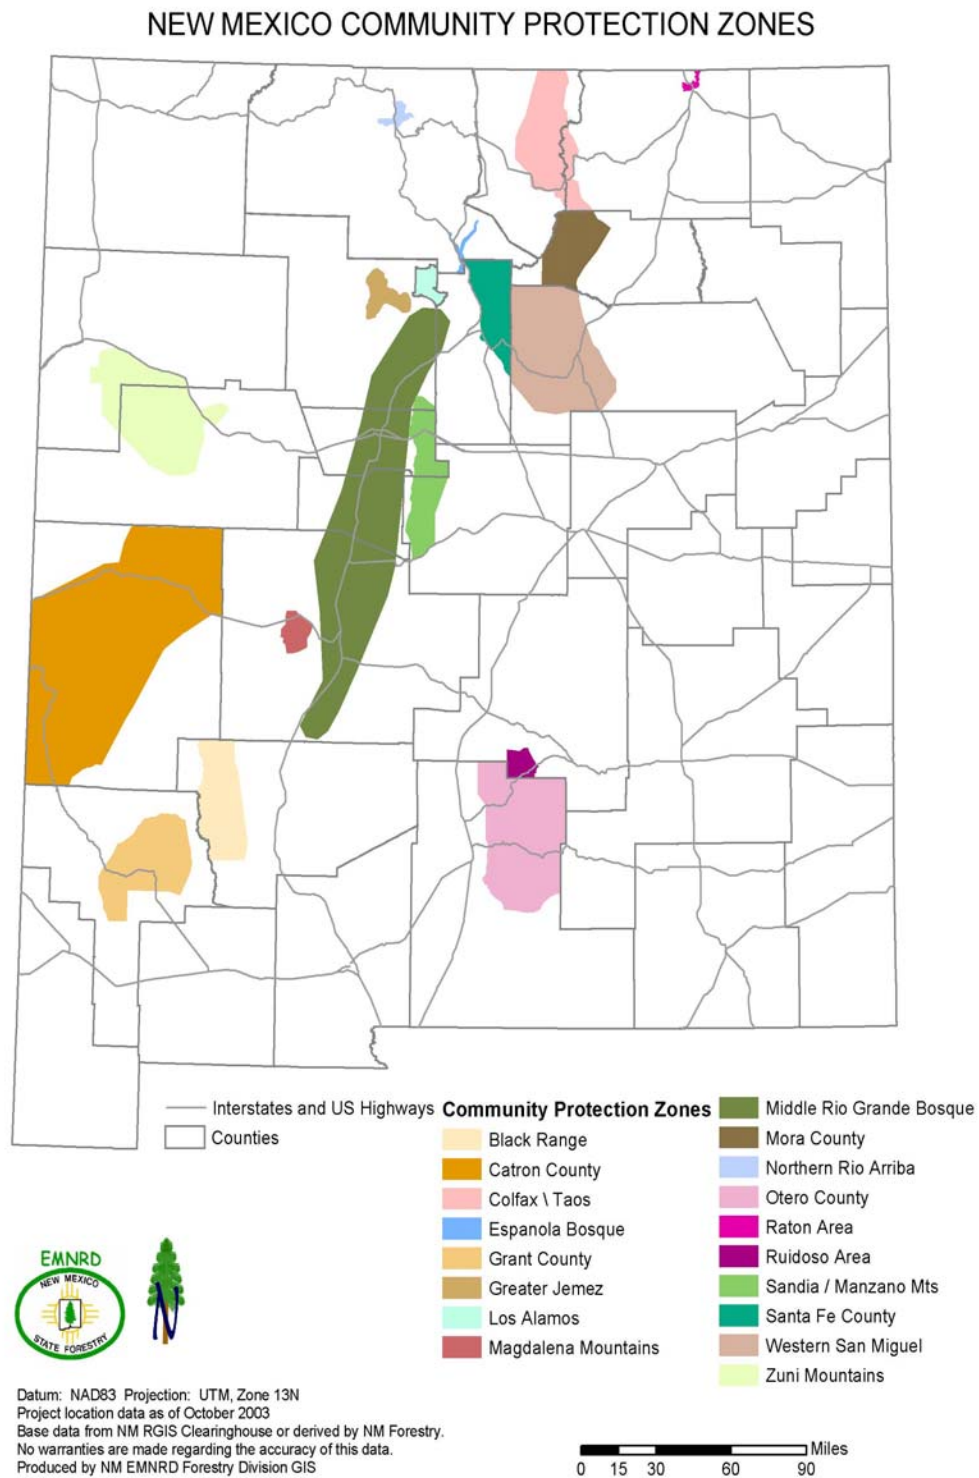 NEW MEXICO COMMUNITY PROTECTION ZONES
Interstates and US Highways
Counties
Community Protection Zones
Black Range
Catron County
Colfax \ Taos
Espanola Bosque
Grant County
Greater Jemez
Los Alamos
Magdalena Mountains
Middle Rio Grande Bosque
Mora County
Northern Rio Arriba
Otero County
Raton Area
Ruidoso Area
Sandia / Manzano Mts
Santa Fe County
Western San Miguel
Zuni Mountains
EMNRD
NEW MEXICO
STATE FORESTRY
N
Datum: NAD83 Projection: UTM, Zone 13N
Project location data as of October 2003
Base data from NM RGIS Clearinghouse or derived by NM Forestry.
No warranties are made regarding the accuracy of this data.
Produced by NM EMNRD Forestry Division GIS
Miles
0 15 30 60 90